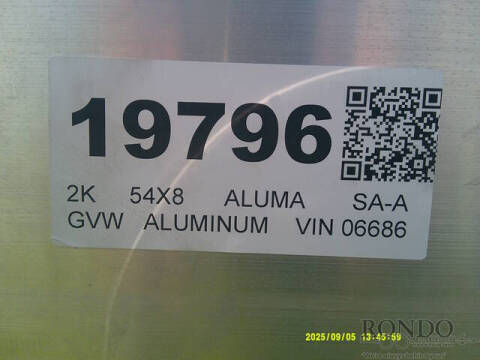 19796
2K 54X8 ALUMA SA-A
GVW ALUMINUM VIN 06686
2025/09/05 13:45:59
RONDO